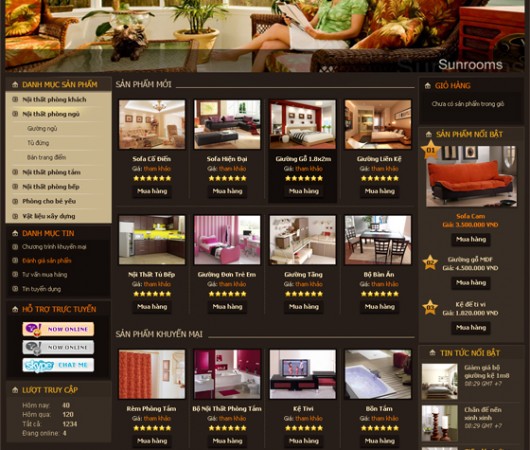 Sunrooms
DANH MỤC SẢN PHẨM
Nội thất phòng khách
Nội thất phòng ngủ
Giường ngủ
Tủ đứng
Bàn trang điểm
Nội thất phòng tắm
Nội thất phòng bếp
Phòng cho bé yêu
Vật liệu xây dựng
DANH MỤC TIN
Chương trình khuyến mại
Đánh giá sản phẩm
Tư vấn mua hàng
Tin tuyển dụng
HỖ TRỢ TRỰC TUYẾN
NOW ONLINE
NOW ONLINE
skype CHAT ME
LƯỢT TRUY CẬP
Hôm nay: 40
Hôm qua: 120
Tất cả: 1234
Đang online: 4
SẢN PHẨM MỚI
Sofa Cổ Điển
Giá: tham khảo
Mua hàng
Sofa Hiện Đại
Giá: tham khảo
Mua hàng
Giường Gỗ 1.8x2m
Giá: tham khảo
Mua hàng
Giường Liền Kệ
Giá: tham khảo
Mua hàng
Nội Thất Tủ Bếp
Giá: tham khảo
Mua hàng
Giường Đơn Trẻ Em
Giá: tham khảo
Mua hàng
Giường Tầng
Giá: tham khảo
Mua hàng
Bộ Bàn Ăn
Giá: tham khảo
Mua hàng
SẢN PHẨM KHUYẾN MẠI
Rèm Phòng Tắm
Giá: tham khảo
Mua hàng
Bộ Nội Thất Phòng Tắm
Giá: tham khảo
Mua hàng
Kệ Tivi
Giá: tham khảo
Mua hàng
Bồn Tắm
Giá: tham khảo
Mua hàng
GIỎ HÀNG
Chưa có sản phẩm trong giỏ
SẢN PHẨM NỔI BẬT
01
Sofa Cam
Giá: 3.500.000 VND
Mua hàng
02
Giường gỗ MDF
Giá: 4.500.000 VND
Mua hàng
03
Kệ để ti vi
Giá: 1.820.000 VND
Mua hàng
TIN TỨC NỔI BẬT
Giảm giá bộ
giường kệ 1m8
08:29 GMT +7
Chân đế nến
xinh xinh
08:29 GMT +7